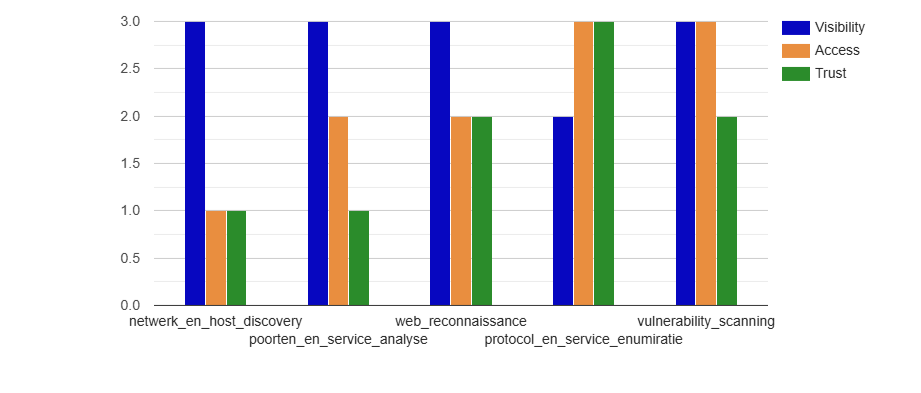 3.0
2.5
2.0
1.5
1.0
0.5
0.0
Visibility
Access
Trust
netwerk_en_host_discovery
web_reconnaissance
vulnerability_scanning
poorten_en_service_analyse
protocol_en_service_enumiratie